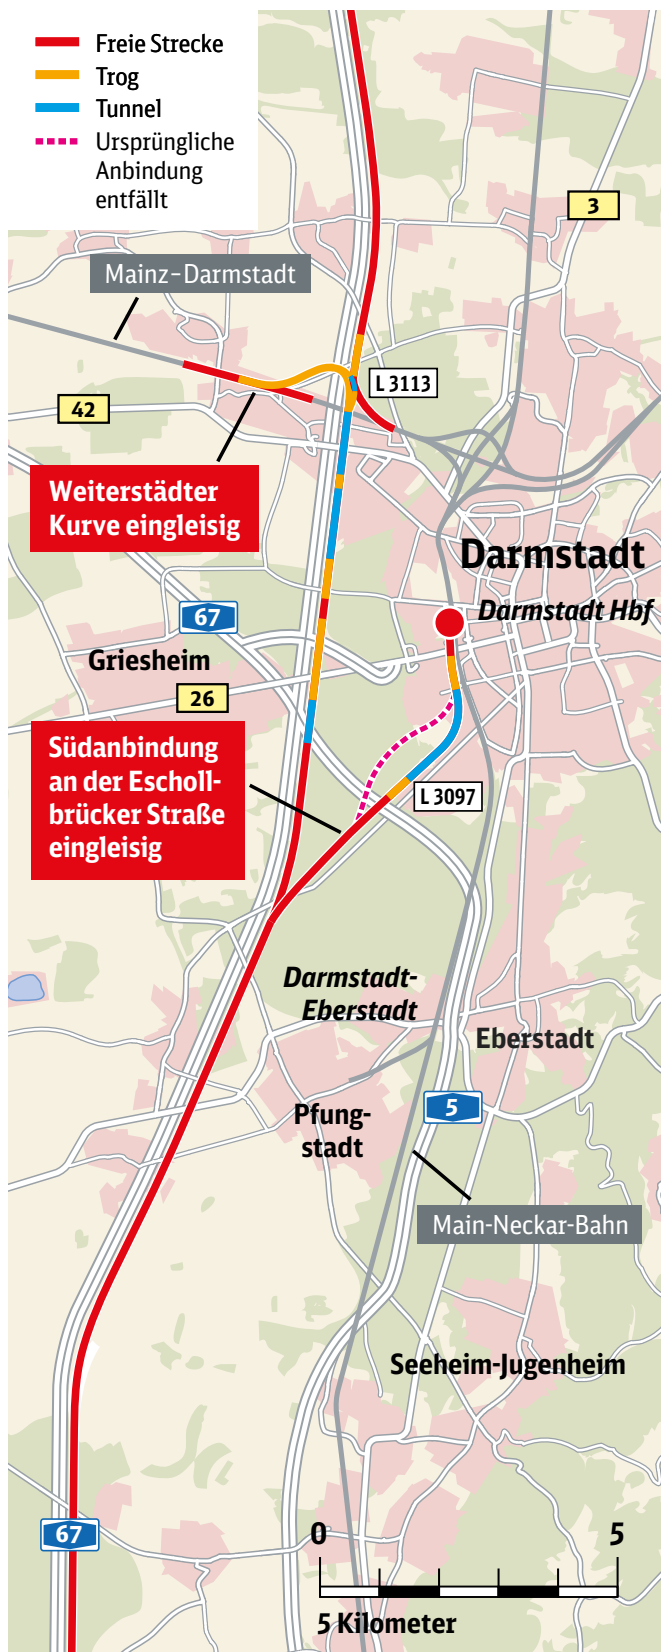 Freie Strecke
Trog
Tunnel
Ursprüngliche
Anbindung
entfällt
3
Mainz–Darmstadt
L 3113
42
Weiterstädter
Kurve eingleisig
Darmstadt
Darmstadt Hbf
67
Griesheim
26
Südanbindung
an der Escholl-
brücker Straße
eingleisig
L 3097
Darmstadt-
Eberstadt
Eberstadt
5
Pfung-
stadt
Main-Neckar-Bahn
Seeheim-Jugenheim
67
0 5
5 Kilometer